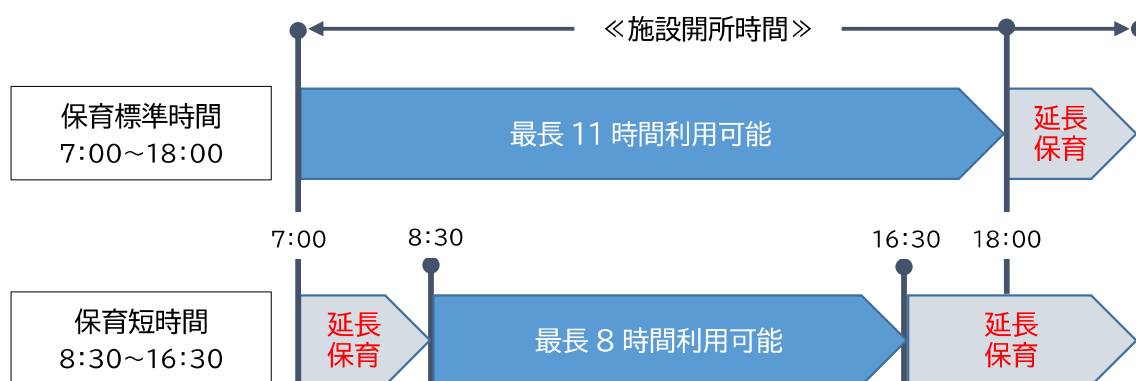 ≪施設開所時間≫
保育標準時間
7:00～18:00
最長 11 時間利用可能
延長
保育
7:00
8:30
16:30
18:00
保育短時間
8:30～16:30
延長
保育
最長 8 時間利用可能
延長
保育